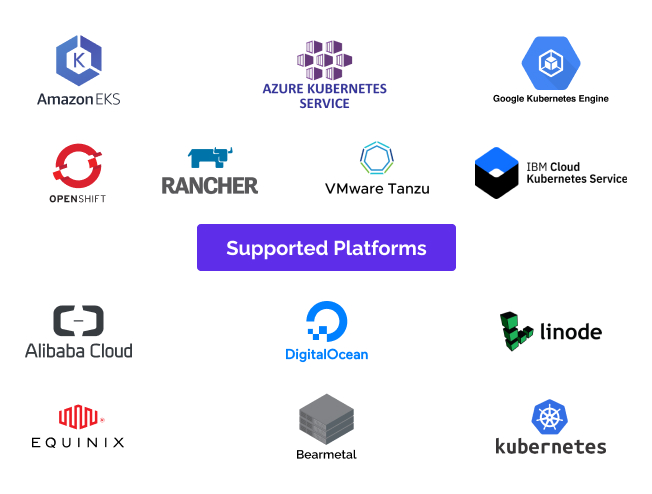 K
Amazon EKS
AZURE KUBERNETES
SERVICE
Google Kubernetes Engine
OPENSHIFT
RANCHER
VMware Tanzu
IBM Cloud
Kubernetes Service
Supported Platforms
Alibaba Cloud
DigitalOcean
linode
EQUINIX
Bearmetal
kubernetes